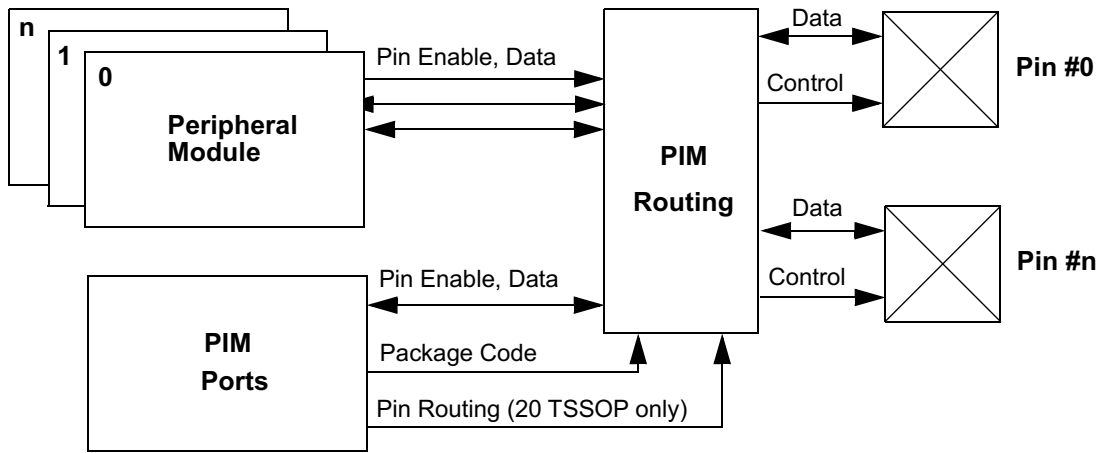 n
1
0
Peripheral
Module
Pin Enable, Data
PIM
Routing
Data
Control
Pin #0
Data
Control
Pin #n
PIM
Ports
Pin Enable, Data
Package Code
Pin Routing (20 TSSOP only)